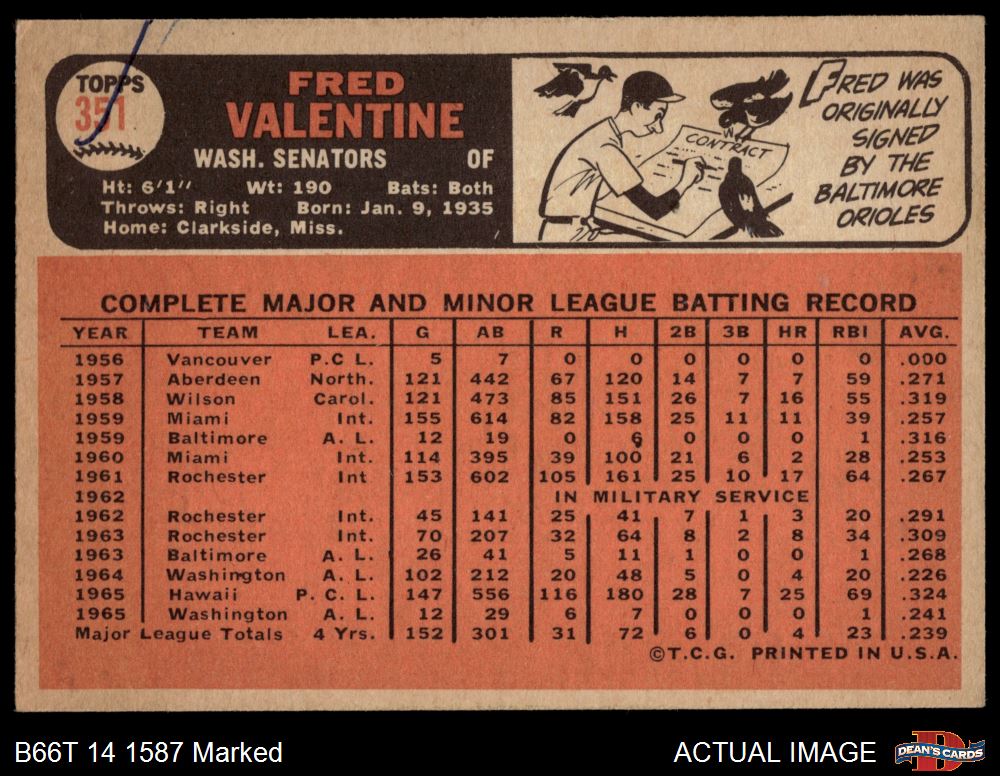 TOPPS
351
FRED
VALENTINE
WASH. SENATORS OF
Ht: 6'1" Wt: 190 Bats: Both
Throws: Right Born: Jan. 9, 1935
Home: Clarkside, Miss.
CONTRACT
FRED WAS
ORIGINALLY
SIGNED
BY THE
BALTIMORE
ORIOLES
COMPLETE MAJOR AND MINOR LEAGUE BATTING RECORD
YEAR TEAM LEA. G AB R H 2B 3B HR RBI AVG.
1956 Vancouver P.C L. 5 7 0 0 0 0 0 0 .000
1957 Aberdeen North. 121 442 67 120 14 7 7 59 .271
1958 Wilson Carol. 121 473 85 151 26 7 16 55 .319
1959 Miami Int. 155 614 82 158 25 11 11 39 .257
1959 Baltimore A. L. 12 19 0 6 0 0 0 1 .316
1960 Miami Int. 114 395 39 100 21 6 2 28 .253
1961 Rochester Int 153 602 105 161 25 10 17 64 .267
1962 IN MILITARY SERVICE
1962 Rochester Int. 45 141 25 41 7 1 3 20 .291
1963 Rochester Int. 70 207 32 64 8 2 8 34 .309
1963 Baltimore A. L. 26 41 5 11 1 0 0 1 .268
1964 Washington A. L. 102 212 20 48 5 0 4 20 .226
1965 Hawaii P. C. L. 147 556 116 180 28 7 25 69 .324
1965 Washington A. L. 12 29 6 7 0 0 0 1 .241
Major League Totals 4 Yrs. 152 301 31 72 6 0 4 23 .239
©T.C.G. PRINTED IN U.S.A.
B66T 14 1587 Marked
ACTUAL IMAGE
DEAN'S CARDS